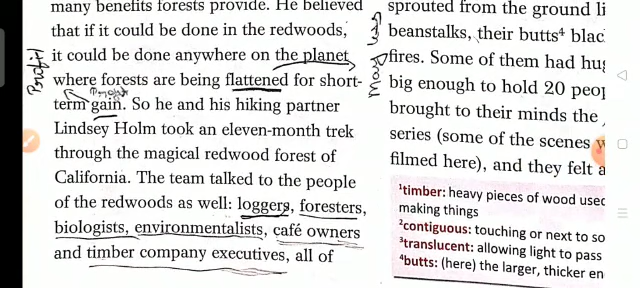 many benefits forests provide. He believed
that if it could be done in the redwoods,
it could be done anywhere on the planet
where forests are being flattened for short-
Profit
term gain. So he and his hiking partner
Lindsey Holm took an eleven-month trek
through the magical redwood forest of
California. The team talked to the people
of the redwoods as well: loggers, foresters,
biologists, environmentalists, café owners
and timber company executives, all of
Profit
sprouted from the ground li
beanstalks, their butts⁴ blac
fires. Some of them had hug
big enough to hold 20 peop
brought to their minds the
series (some of the scenes w
filmed here), and they felt a
¹timber: heavy pieces of wood used
making things
²contiguous: touching or next to so
³translucent: allowing light to pass
⁴butts: (here) the larger, thicker en